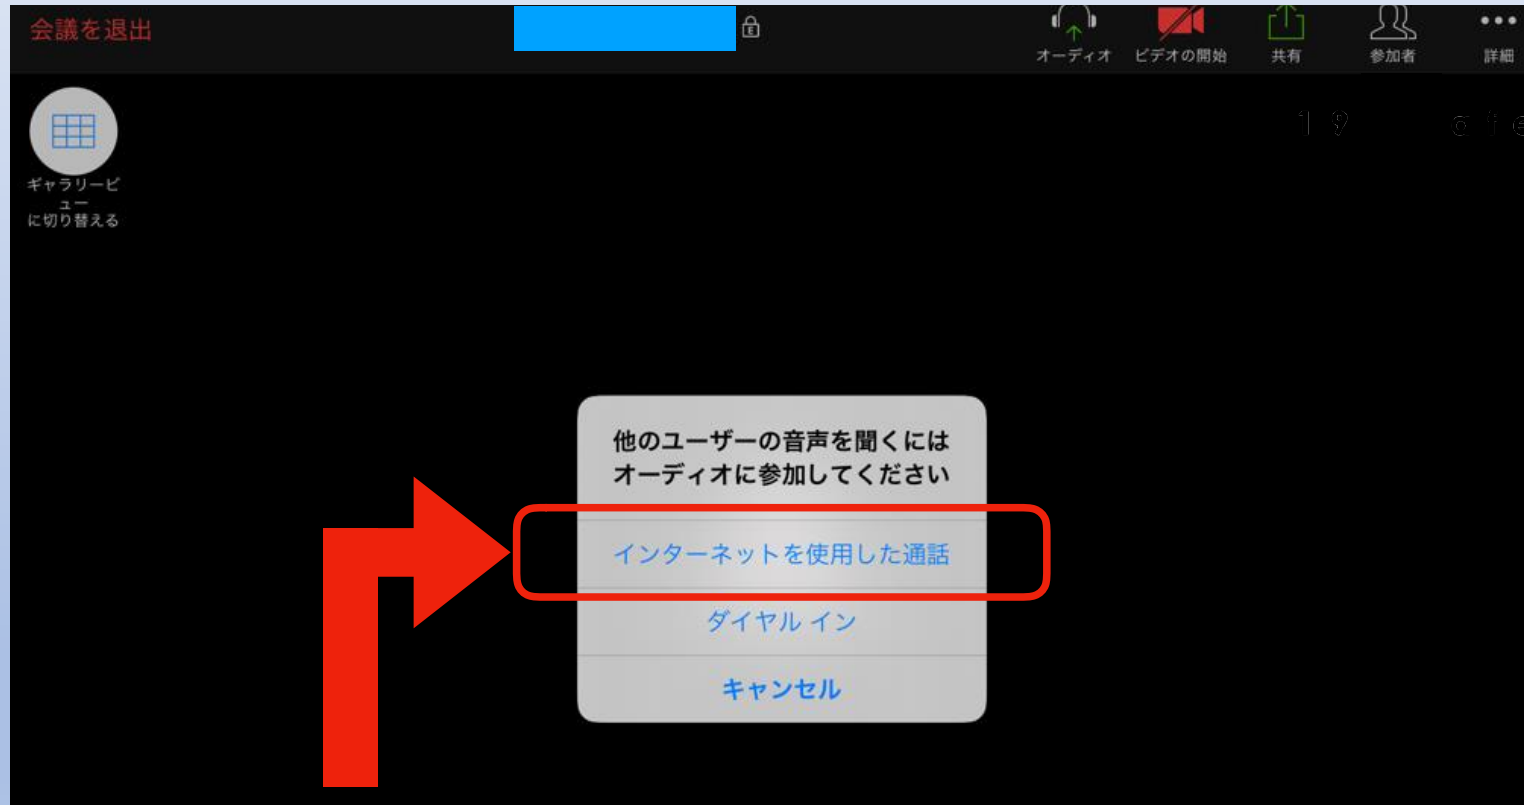 会議を退出
オーディオ
ビデオの開始
共有
参加者
詳細
ギャラリービ
ュー
に切り替える
他のユーザーの音声を聞くには
オーディオに参加してください
インターネットを使用した通話
ダイヤル イン
キャンセル